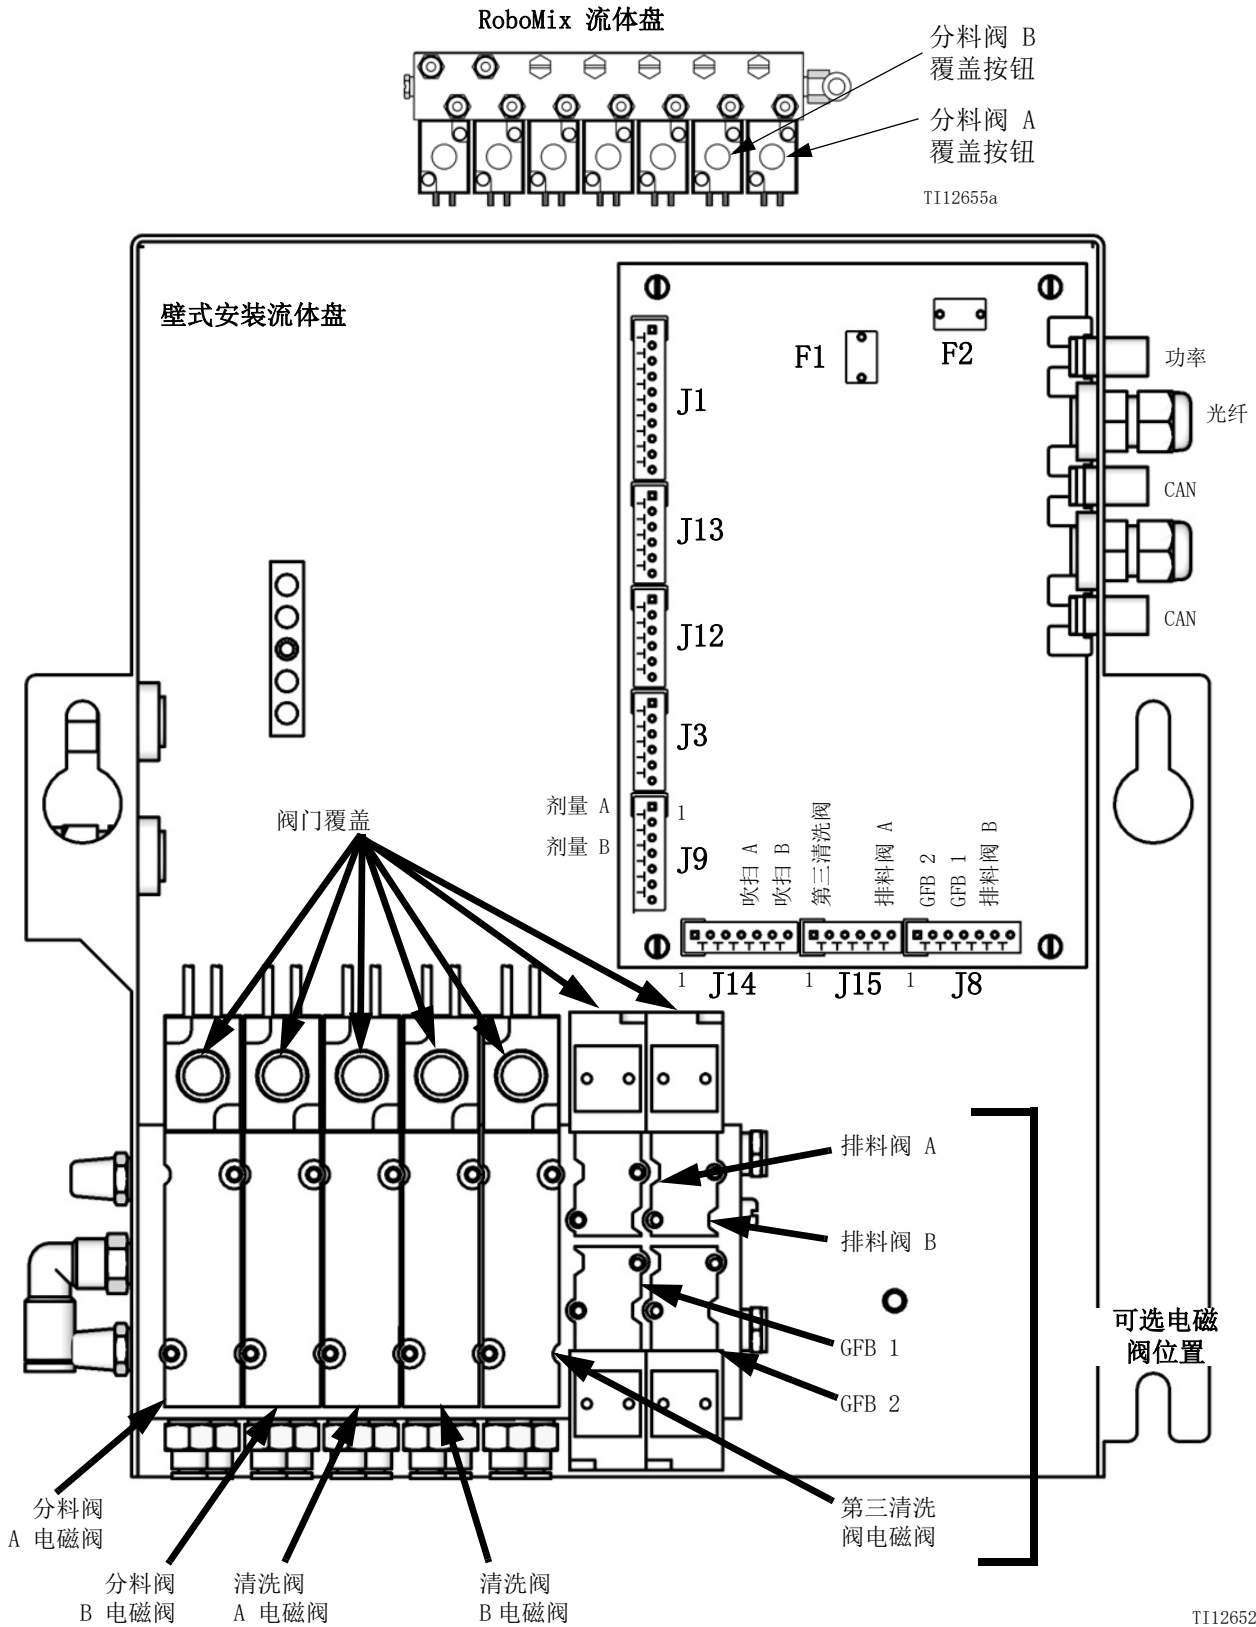 RoboMix 流体盘
分料阀 B
覆盖按钮
分料阀 A
覆盖按钮
TI12655a
壁式安装流体盘
F1
F2
功率
J1
光纤
CAN
J13
CAN
J12
J3
阀门覆盖
剂量 A
1
剂量 B
J9
吹扫 A
吹扫 B
第三清洗阀
排料阀 A
GFB 2
GFB 1
排料阀 B
1
J14
1
J15
1
J8
排料阀 A
排料阀 B
GFB 1
GFB 2
可选电磁
阀位置
分料阀
A 电磁阀
分料阀
B 电磁阀
清洗阀
A 电磁阀
清洗阀
B 电磁阀
第三清洗
阀电磁阀
TI12652